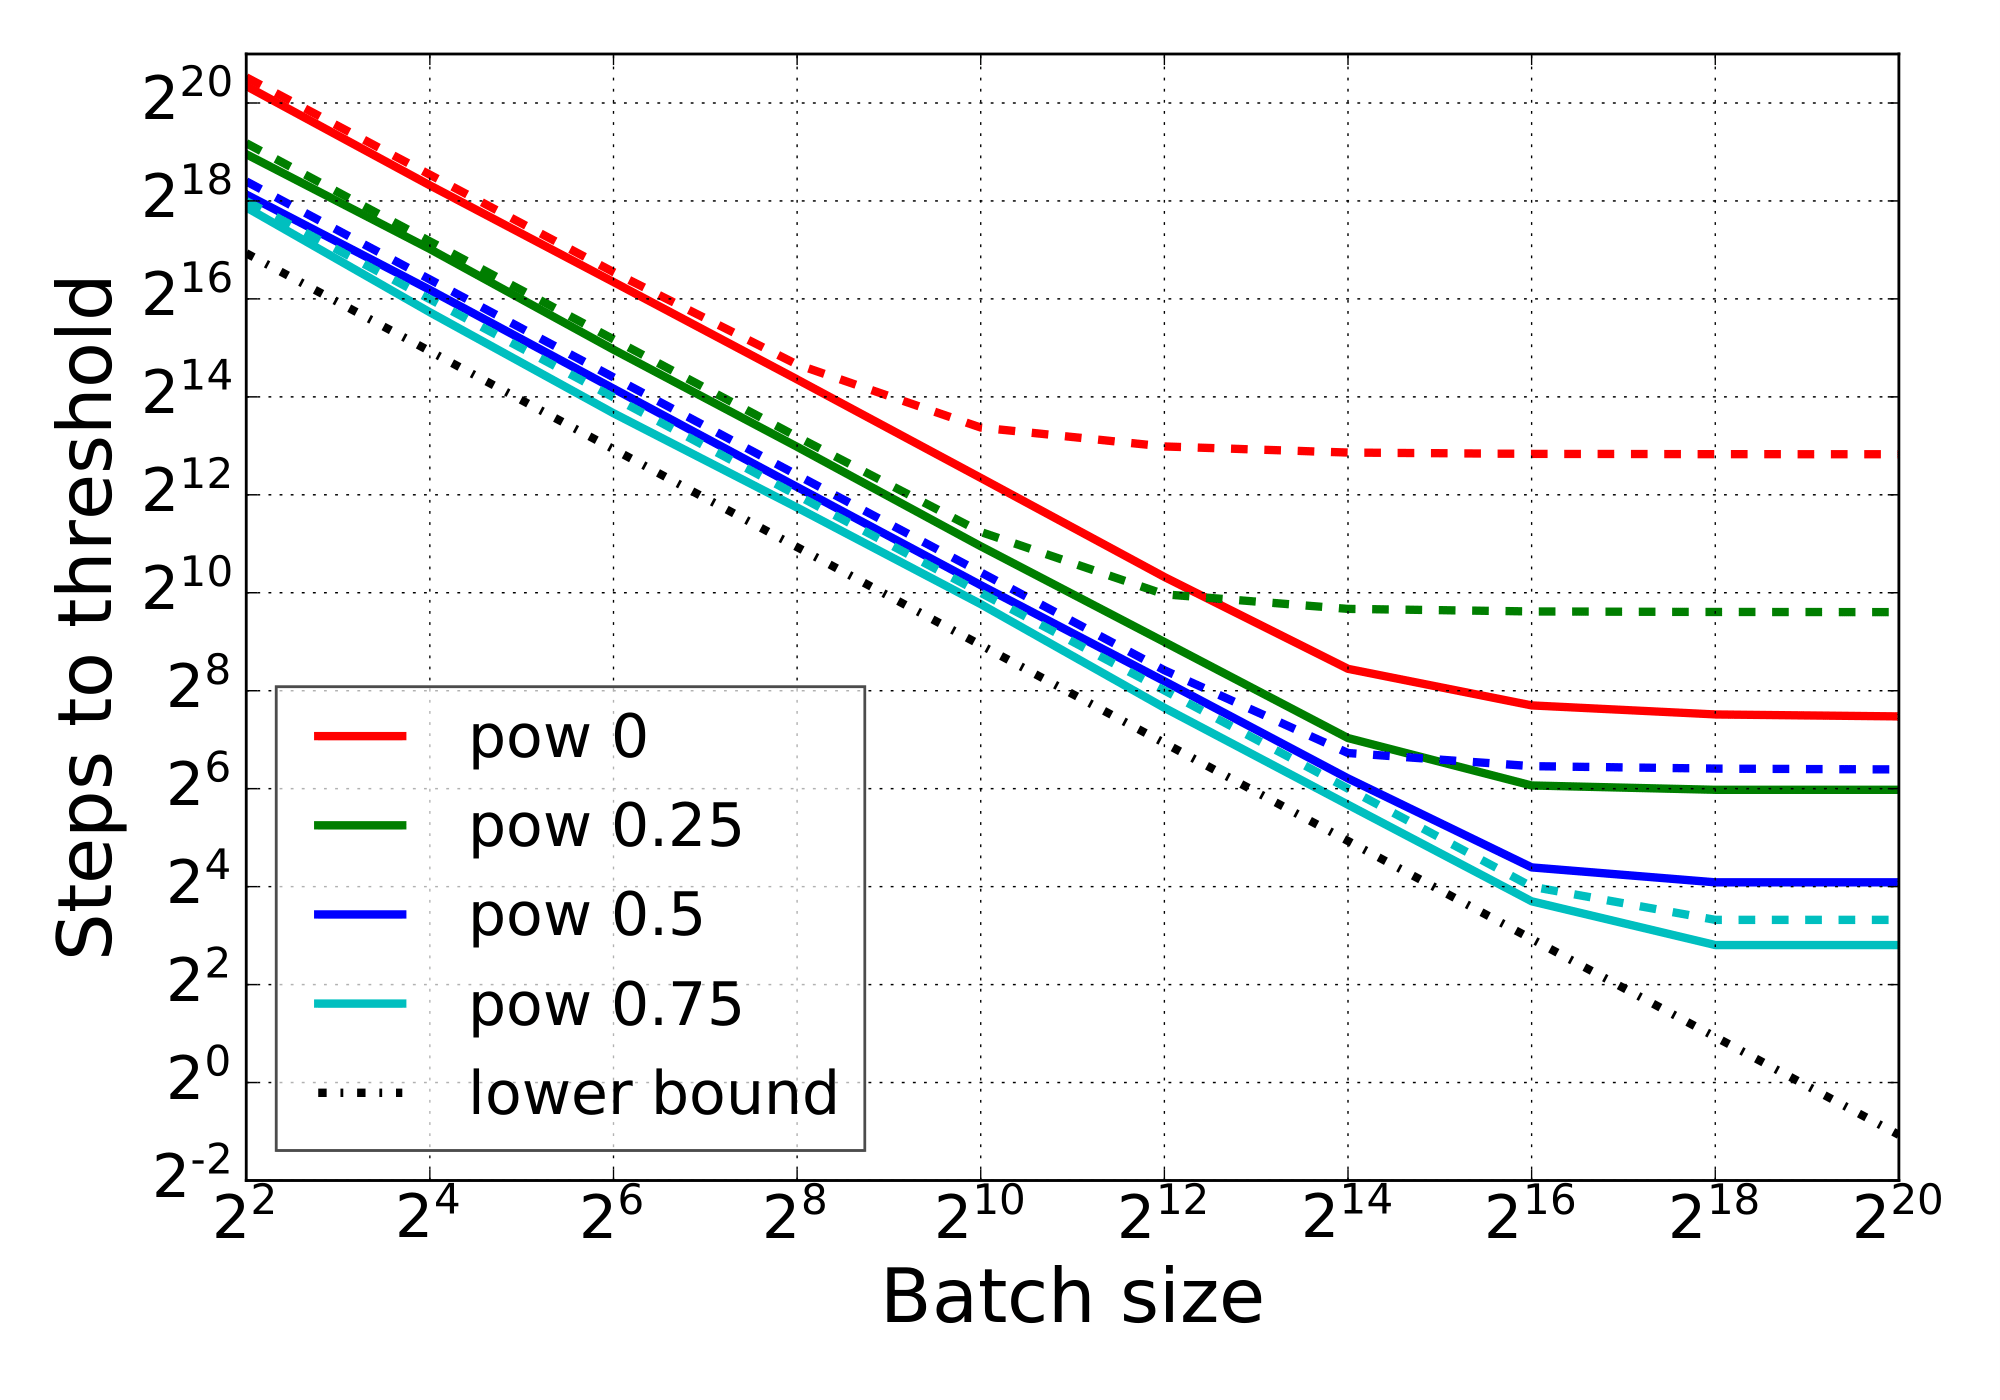 2^20
2^18
2^16
2^14
2^12
2^10
2^8
2^6
2^4
2^2
2^0
2^-2
Steps to threshold
pow 0
pow 0.25
pow 0.5
pow 0.75
lower bound
2^2 2^4 2^6 2^8 2^10 2^12 2^14 2^16 2^18 2^20
Batch size